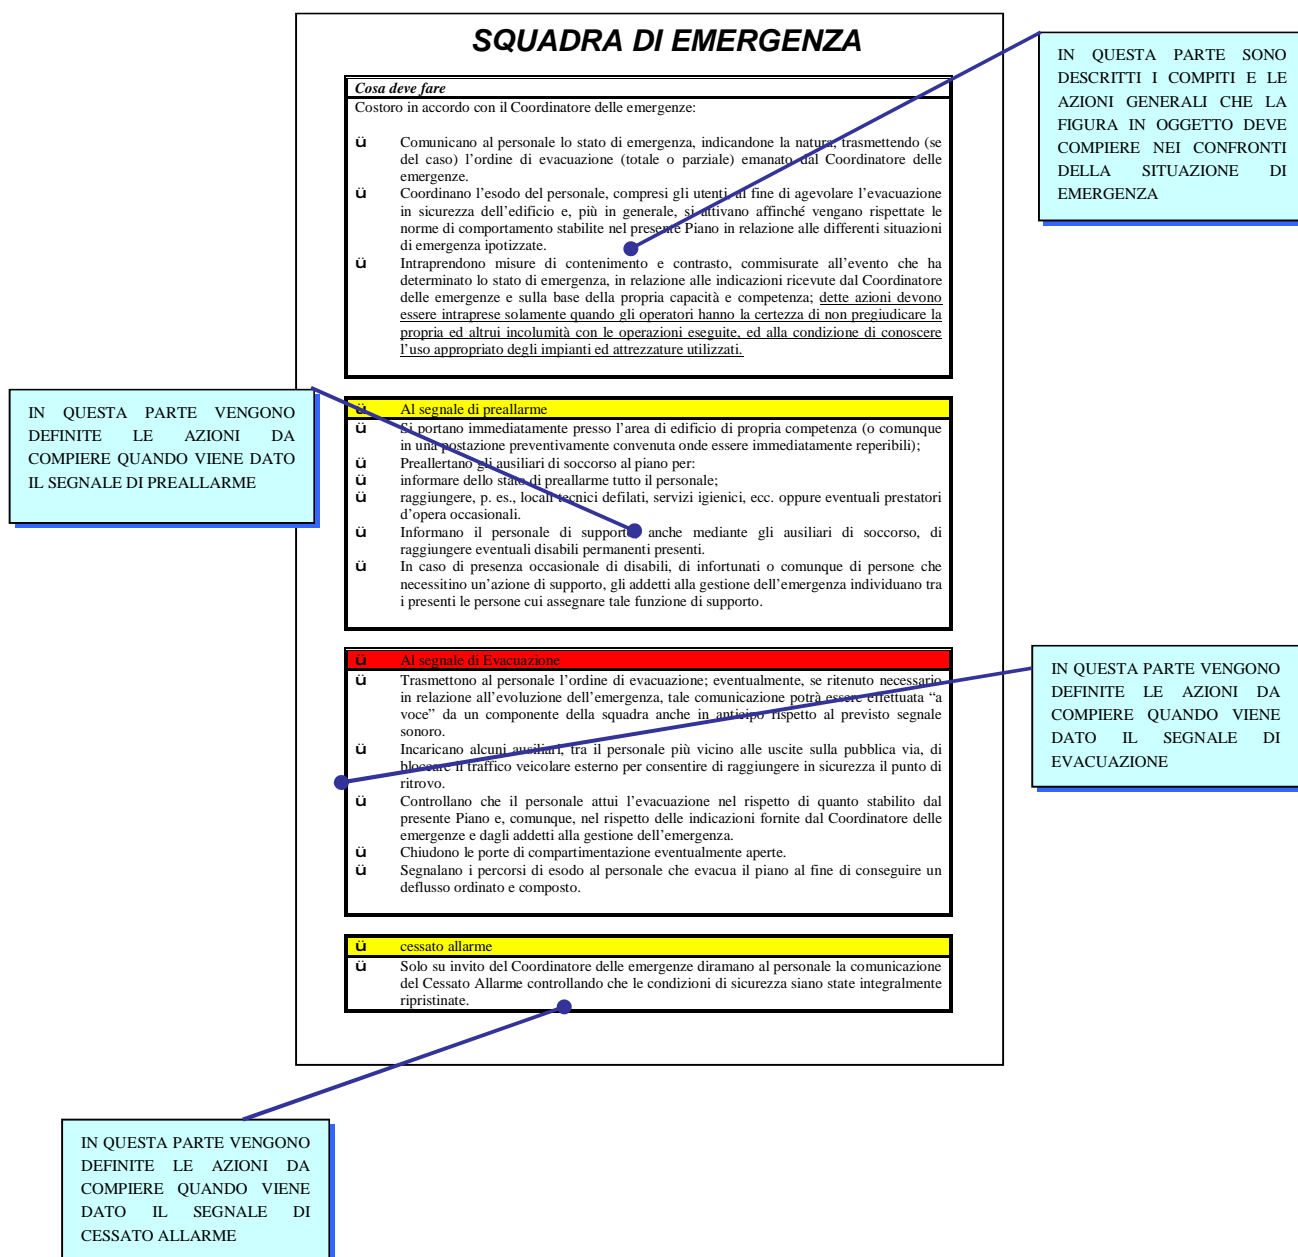 SQUADRA DI EMERGENZA
Cosa deve fare
Costoro in accordo con il Coordinatore delle emergenze:
ü Comunicano al personale lo stato di emergenza, indicandone la natura, trasmettendo (se
del caso) l’ordine di evacuazione (totale o parziale) emanato dal Coordinatore delle
emergenze.
ü Coordinano l’esodo del personale, compresi gli utenti, al fine di agevolare l’evacuazione
in sicurezza dell’edificio e, più in generale, si attivano affinché vengano rispettate le
norme di comportamento stabilite nel presente Piano in relazione alle differenti situazioni
di emergenza ipotizzate.
ü Intraprendono misure di contenimento e contrasto, commisurate all’evento che ha
determinato lo stato di emergenza, in relazione alle indicazioni ricevute dal Coordinatore
delle emergenze e sulla base della propria capacità e competenza; dette azioni devono
essere intraprese solamente quando gli operatori hanno la certezza di non pregiudicare la
propria ed altrui incolumità con le operazioni eseguite, ed alla condizione di conoscere
l’uso appropriato degli impianti ed attrezzature utilizzati.
IN QUESTA PARTE SONO
DESCRITTI I COMPITI E LE
AZIONI GENERALI CHE LA
FIGURA IN OGGETTO DEVE
COMPIERE NEI CONFRONTI
DELLA SITUAZIONE DI
EMERGENZA
IN QUESTA PARTE VENGONO
DEFINITE LE AZIONI DA
COMPIERE QUANDO VIENE DATO
IL SEGNALE DI PREALLARME
ü Al segnale di preallarme
ü Si portano immediatamente presso l’area di edificio di propria competenza (o comunque
in una postazione preventivamente convenuta onde essere immediatamente reperibili);
ü Preallertano gli ausiliari di soccorso al piano per:
ü informare dello stato di preallarme tutto il personale;
ü raggiungere, p. es., locali tecnici defilati, servizi igienici, ecc. oppure eventuali prestatori
d’opera occasionali.
ü Informano il personale di supporto, anche mediante gli ausiliari di soccorso, di
raggiungere eventuali disabili permanenti presenti.
ü In caso di presenza occasionale di disabili, di infortunati o comunque di persone che
necessitino un’azione di supporto, gli addetti alla gestione dell’emergenza individuano tra
i presenti le persone cui assegnare tale funzione di supporto.
ü Al segnale di Evacuazione
ü Trasmettono al personale l’ordine di evacuazione; eventualmente, se ritenuto necessario
in relazione all’evoluzione dell’emergenza, tale comunicazione potrà essere effettuata “a
voce” da un componente della squadra anche in anticipo rispetto al previsto segnale
sonoro.
ü Incaricano alcuni ausiliari, tra il personale più vicino alle uscite sulla pubblica via, di
bloccare il traffico veicolare esterno per consentire di raggiungere in sicurezza il punto di
ritrovo.
ü Controllano che il personale attui l’evacuazione nel rispetto di quanto stabilito dal
presente Piano e, comunque, nel rispetto delle indicazioni fornite dal Coordinatore delle
emergenze e dagli addetti alla gestione dell’emergenza.
ü Chiudono le porte di compartimentazione eventualmente aperte.
ü Segnalano i percorsi di esodo al personale che evacua il piano al fine di conseguire un
deflusso ordinato e composto.
IN QUESTA PARTE VENGONO
DEFINITE LE AZIONI DA
COMPIERE QUANDO VIENE
DATO IL SEGNALE DI
EVACUAZIONE
ü cessato allarme
ü Solo su invito del Coordinatore delle emergenze diramano al personale la comunicazione
del Cessato Allarme controllando che le condizioni di sicurezza siano state integralmente
ripristinate.
IN QUESTA PARTE VENGONO
DEFINITE LE AZIONI DA
COMPIERE QUANDO VIENE
DATO IL SEGNALE DI
CESSATO ALLARME